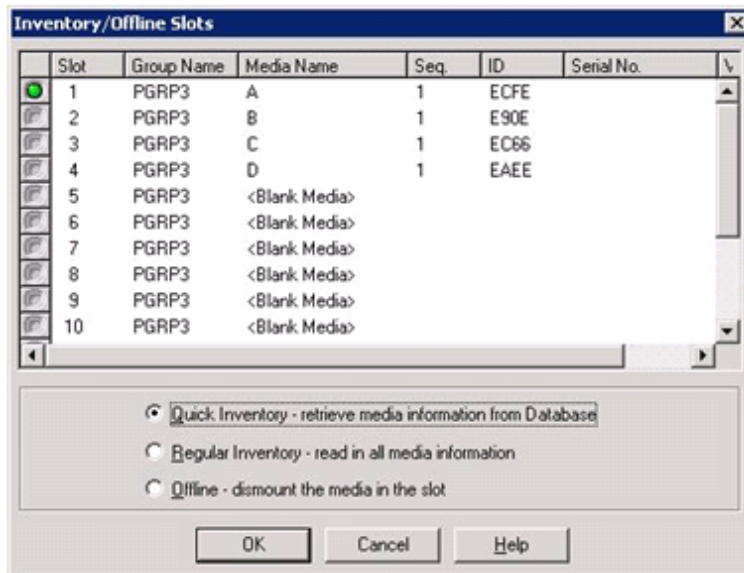 Inventory/Offline Slots
Slot Group Name Media Name Seq. ID Serial No.
1 PGRP3 A 1 ECFE
2 PGRP3 B 1 E90E
3 PGRP3 C 1 EC66
4 PGRP3 D 1 EAEE
5 PGRP3 <Blank Media>
6 PGRP3 <Blank Media>
7 PGRP3 <Blank Media>
8 PGRP3 <Blank Media>
9 PGRP3 <Blank Media>
10 PGRP3 <Blank Media>
Quick Inventory - retrieve media information from Database
Regular Inventory - read in all media information
Offline - dismount the media in the slot
OK Cancel Help